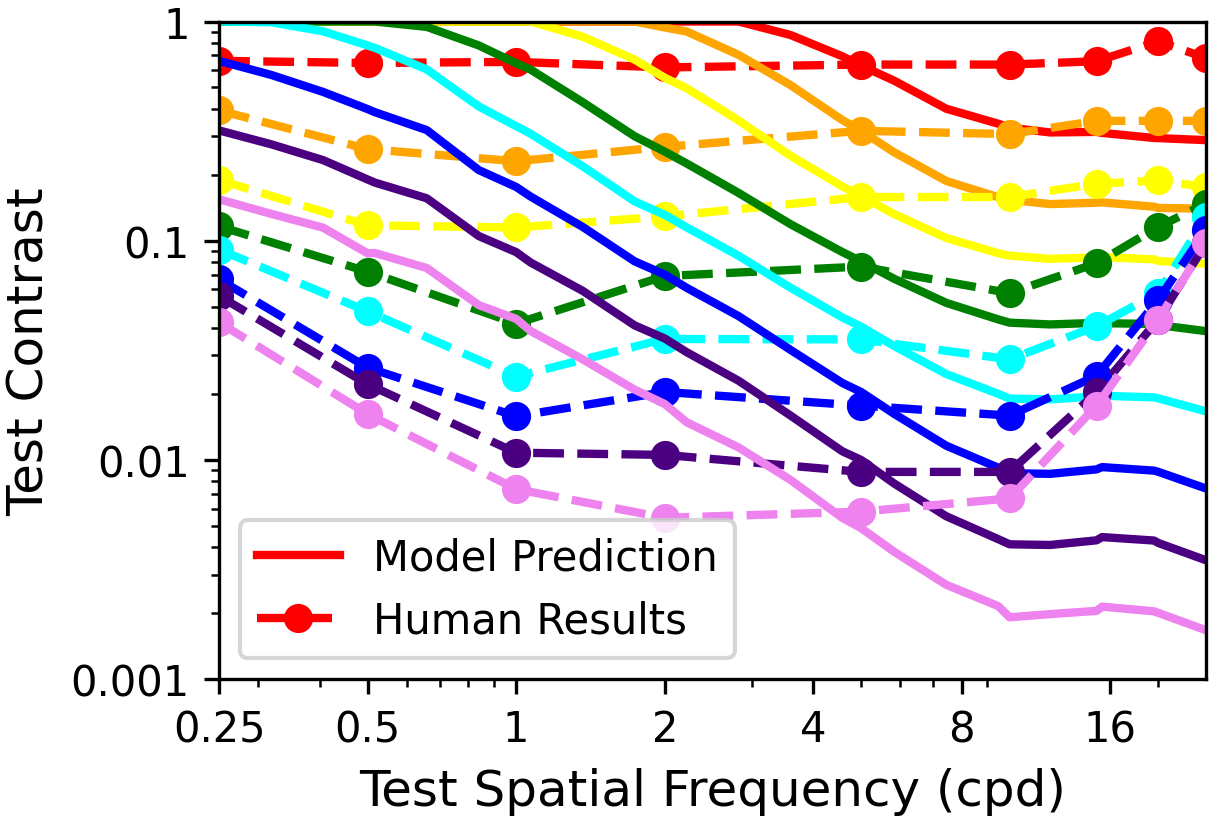 1
0.1
0.01
0.001
Test Contrast
Model Prediction
Human Results
0.25 0.5 1 2 4 8 16
Test Spatial Frequency (cpd)